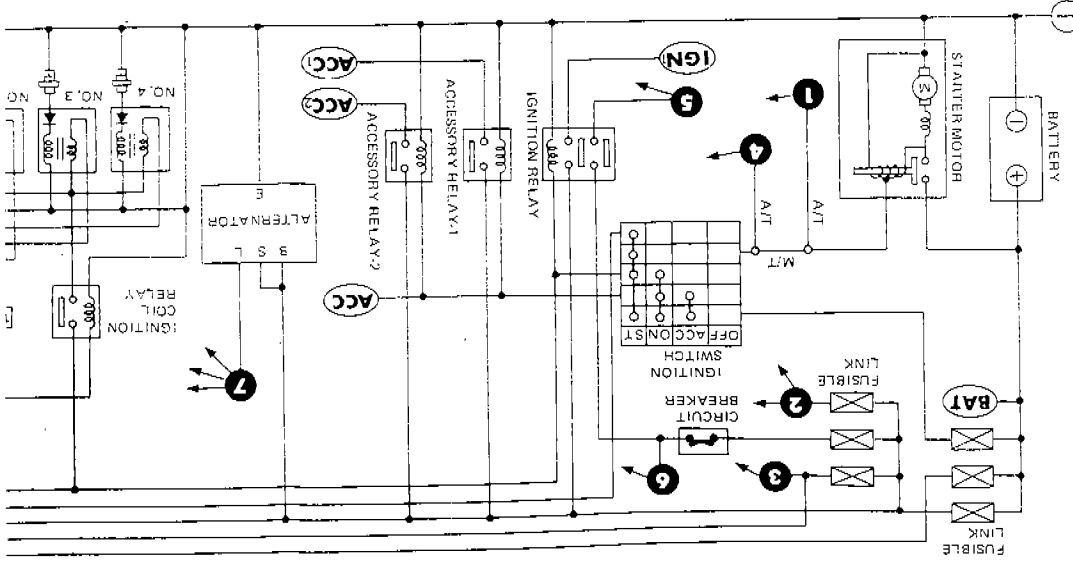 FUSIBLE
LINK
BAT
FUSIBLE
LINK
3
6
2
CIRCUIT
BREAKER
IGNITION
SWITCH
OFF
ACC
ON
ST
7
IGNITION
COIL
RELAY
BATTERY
STARTER MOTOR
M
M/T
A/T
A/T
1
4
5
IGN
IGNITION RELAY
ACCESSORY RELAY-1
ACCESSORY RELAY-2
ACC
ACC1
ACC2
ALTERNATOR
B S L
E
NO.4
NO.3
NO